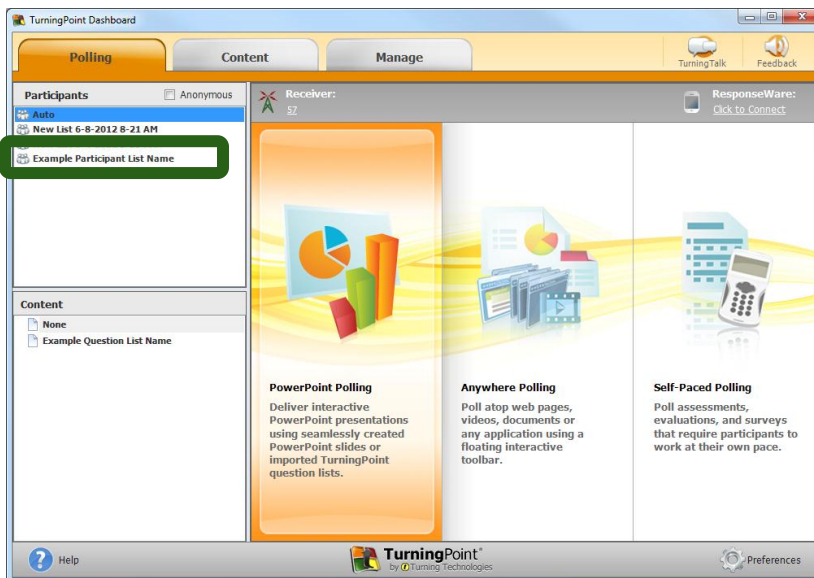 TurningPoint Dashboard
Polling
Content
Manage
TurningTalk
Feedback
Participants
Anonymous
Auto
New List 6-8-2012 8-21 AM
Example Participant List Name
Receiver:
57
ResponseWare:
Click to Connect
Content
None
Example Question List Name
PowerPoint Polling
Deliver interactive
PowerPoint presentations
using seamlessly created
PowerPoint slides or
imported TurningPoint
question lists.
Anywhere Polling
Poll atop web pages,
videos, documents or
any application using a
floating interactive
toolbar.
Self-Paced Polling
Poll assessments,
evaluations, and surveys
that require participants to
work at their own pace.
Help
TurningPoint
by Turning Technologies
Preferences